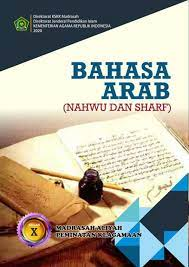 Direktorat KSKK Madrasah
Direktorat Jenderal Pendidikan Islam
KEMENTERIAN AGAMA REPUBLIK INDONESIA
2020
BAHASA
ARAB
(NAHWU DAN SHARF)
X
MADRASAH ALIYAH
PEMINATAN KEAGAMAAN